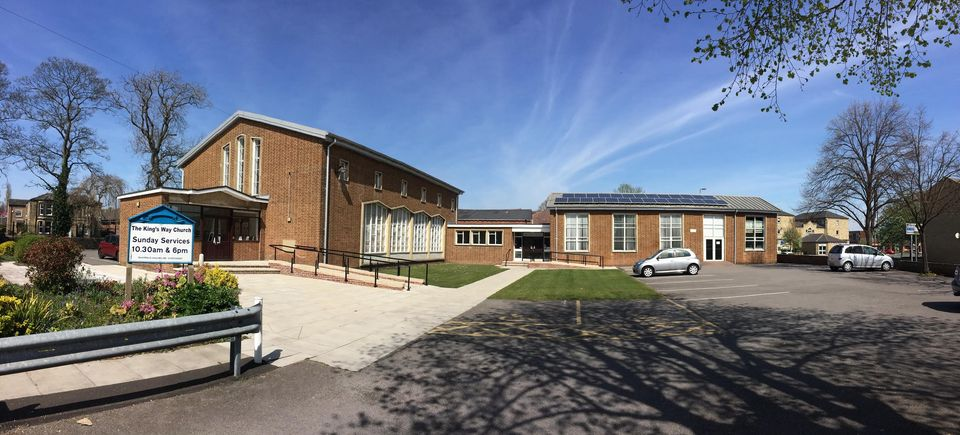 The King's Way Church
Sunday Services
10.30am & 6pm